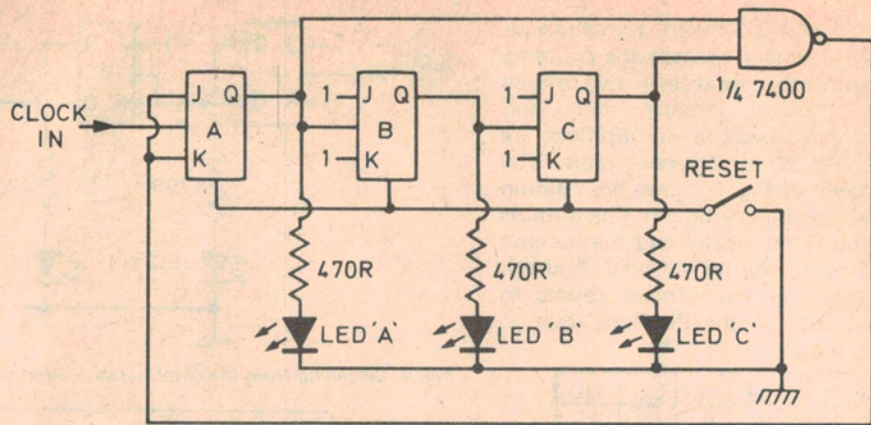 1/4 7400
J Q
A
K
1 J Q
B
1 K
1 J Q
C
1 K
CLOCK
IN
RESET
470R
470R
470R
LED 'A'
LED 'B'
LED 'C'